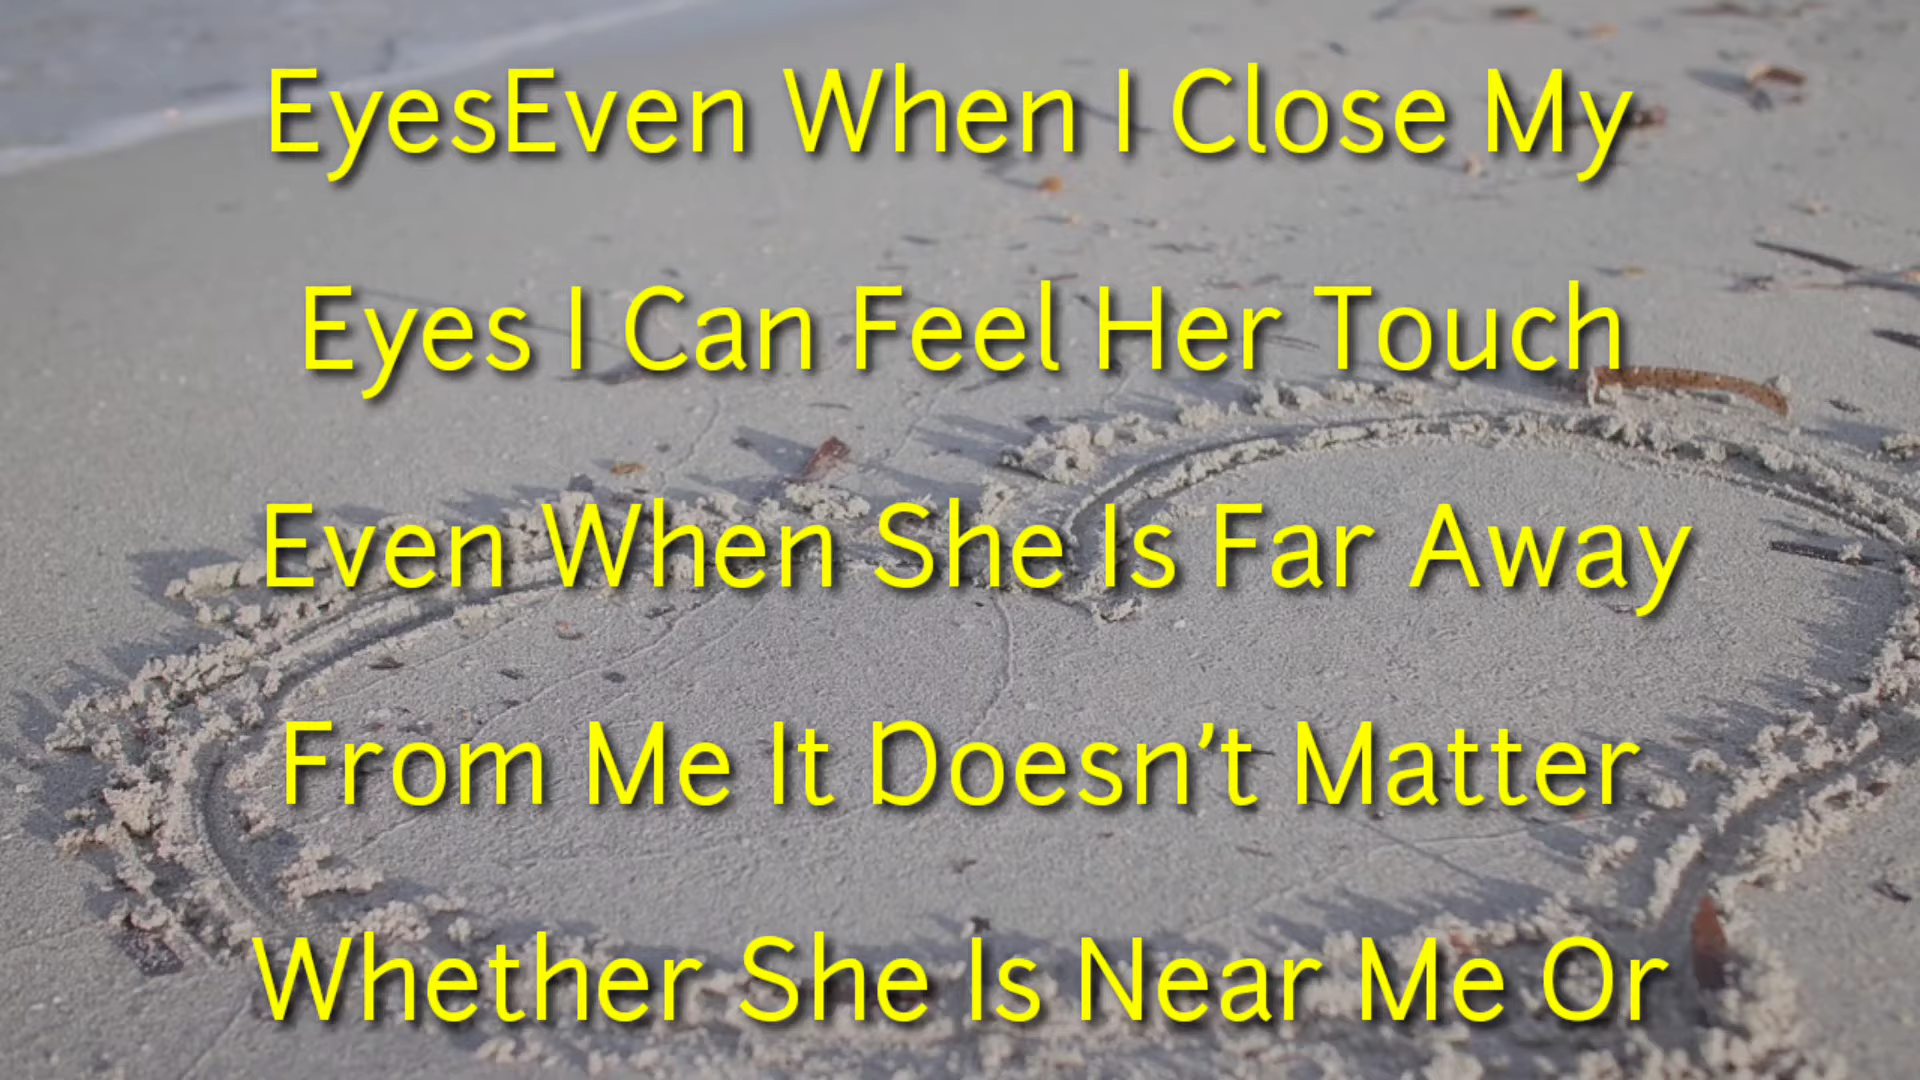 EyesEven When I Close My
Eyes I Can Feel Her Touch
Even When She Is Far Away
From Me It Doesn’t Matter
Whether She Is Near Me Or